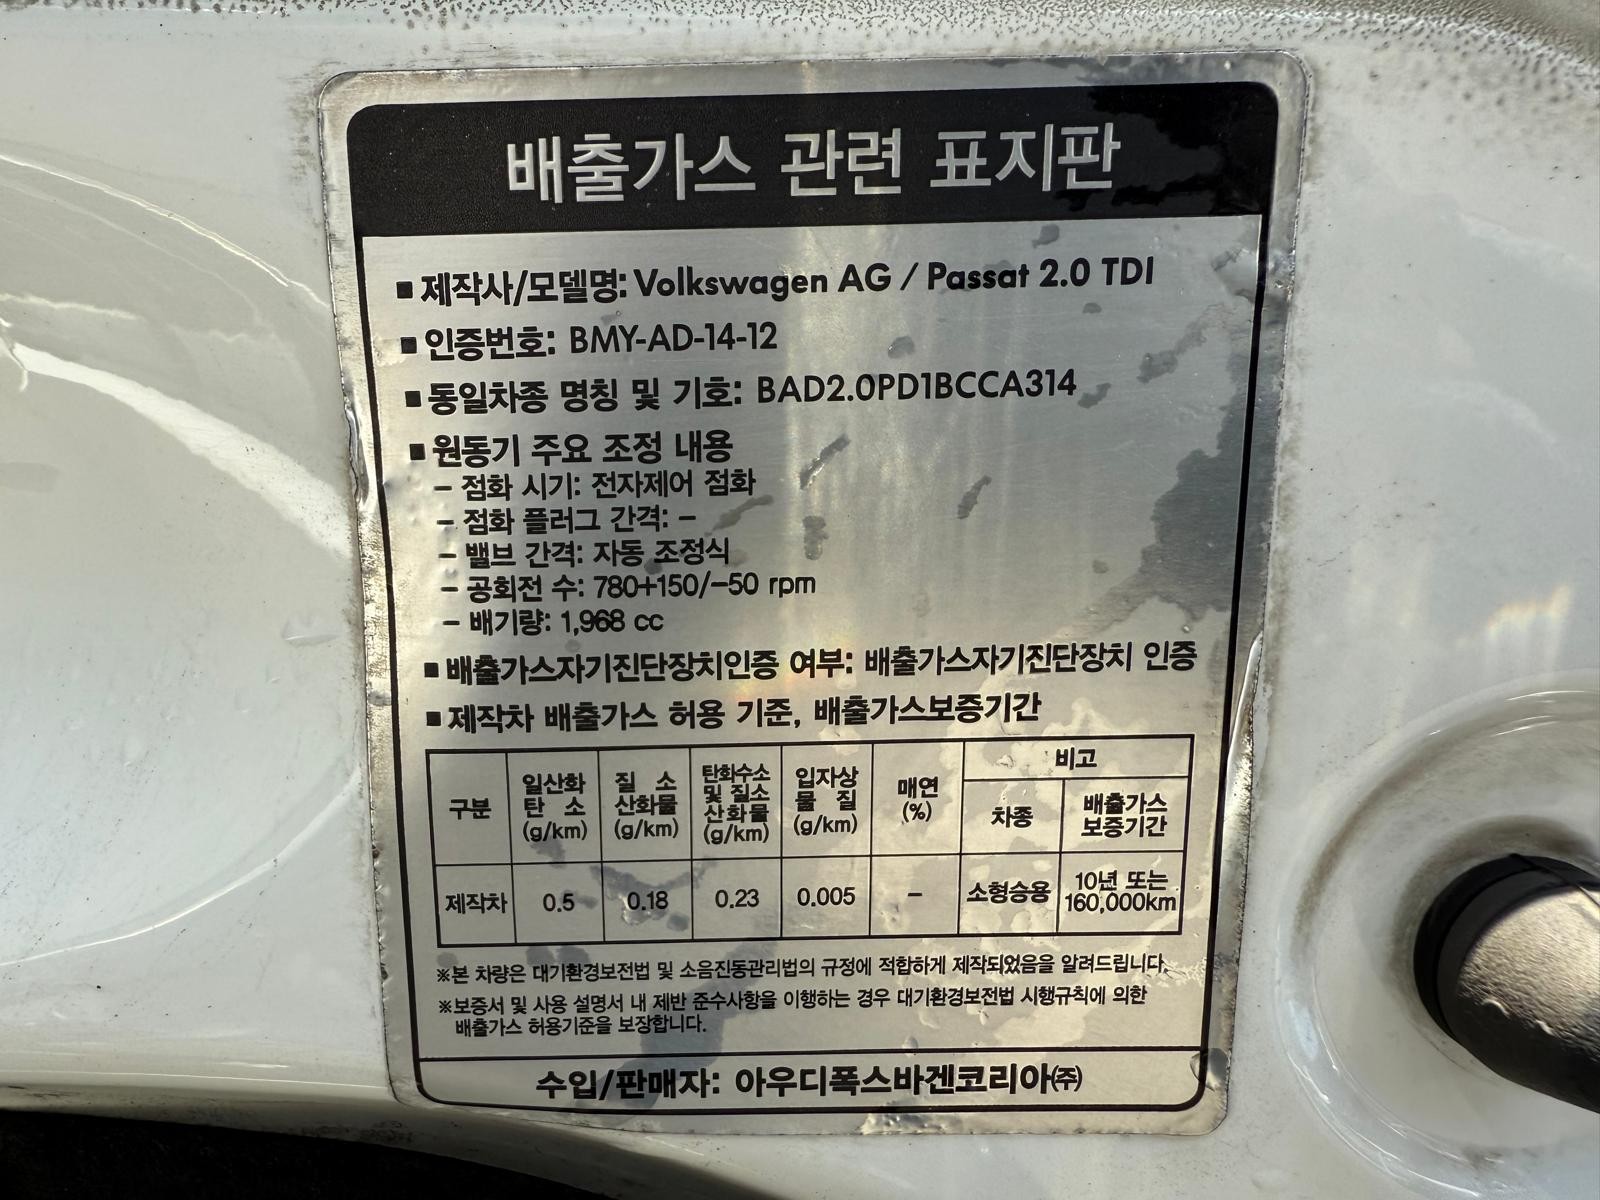 배출가스 관련 표지판
▪ 제작사/모델명: Volkswagen AG / Passat 2.0 TDI
▪ 인증번호: BMY-AD-14-12
▪ 동일차종 명칭 및 기호: BAD2.0PD1BCCA314
▪ 원동기 주요 조정 내용
– 점화 시기: 전자제어 점화
– 점화 플러그 간격: –
– 밸브 간격: 자동 조정식
– 공회전 수: 780+150/-50 rpm
– 배기량: 1,968 cc
▪ 배출가스자기진단장치인증 여부: 배출가스자기진단장치 인증
▪ 제작차 배출가스 허용 기준, 배출가스보증기간
구분 일산화 탄 소 (g/km) 질 소 산화물 (g/km) 탄화수소 및 질소 산화물 (g/km) 입자상 물 질 (g/km) 매연 (%) 비고
차종 배출가스 보증기간
제작차 0.5 0.18 0.23 0.005 – 소형승용 10년 또는 160,000km
※본 차량은 대기환경보전법 및 소음진동관리법의 규정에 적합하게 제작되었음을 알려드립니다.
※보증서 및 사용 설명서 내 제반 준수사항을 이행하는 경우 대기환경보전법 시행규칙에 의한
배출가스 허용기준을 보장합니다.
수입/판매자: 아우디폭스바겐코리아㈜